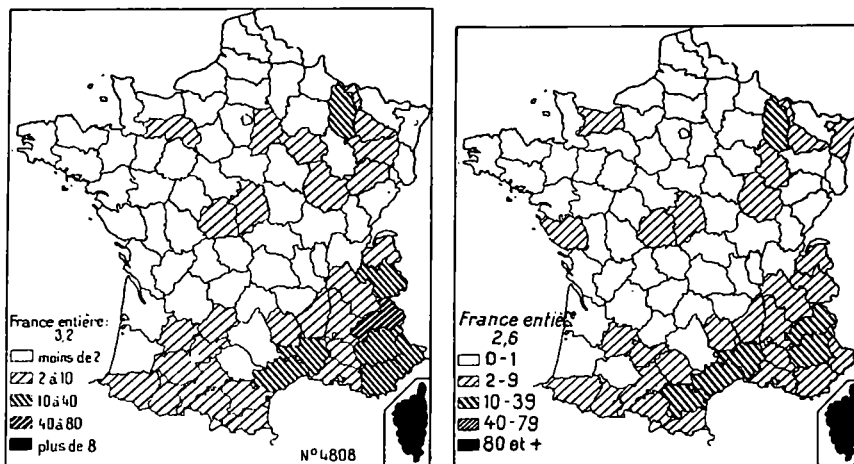 France entière:
3,2
moins de 2
2 à 10
10 à 40
40 à 80
plus de 8
N°4808
France entiè
2,6
0-1
2-9
10-39
40-79
80 et +